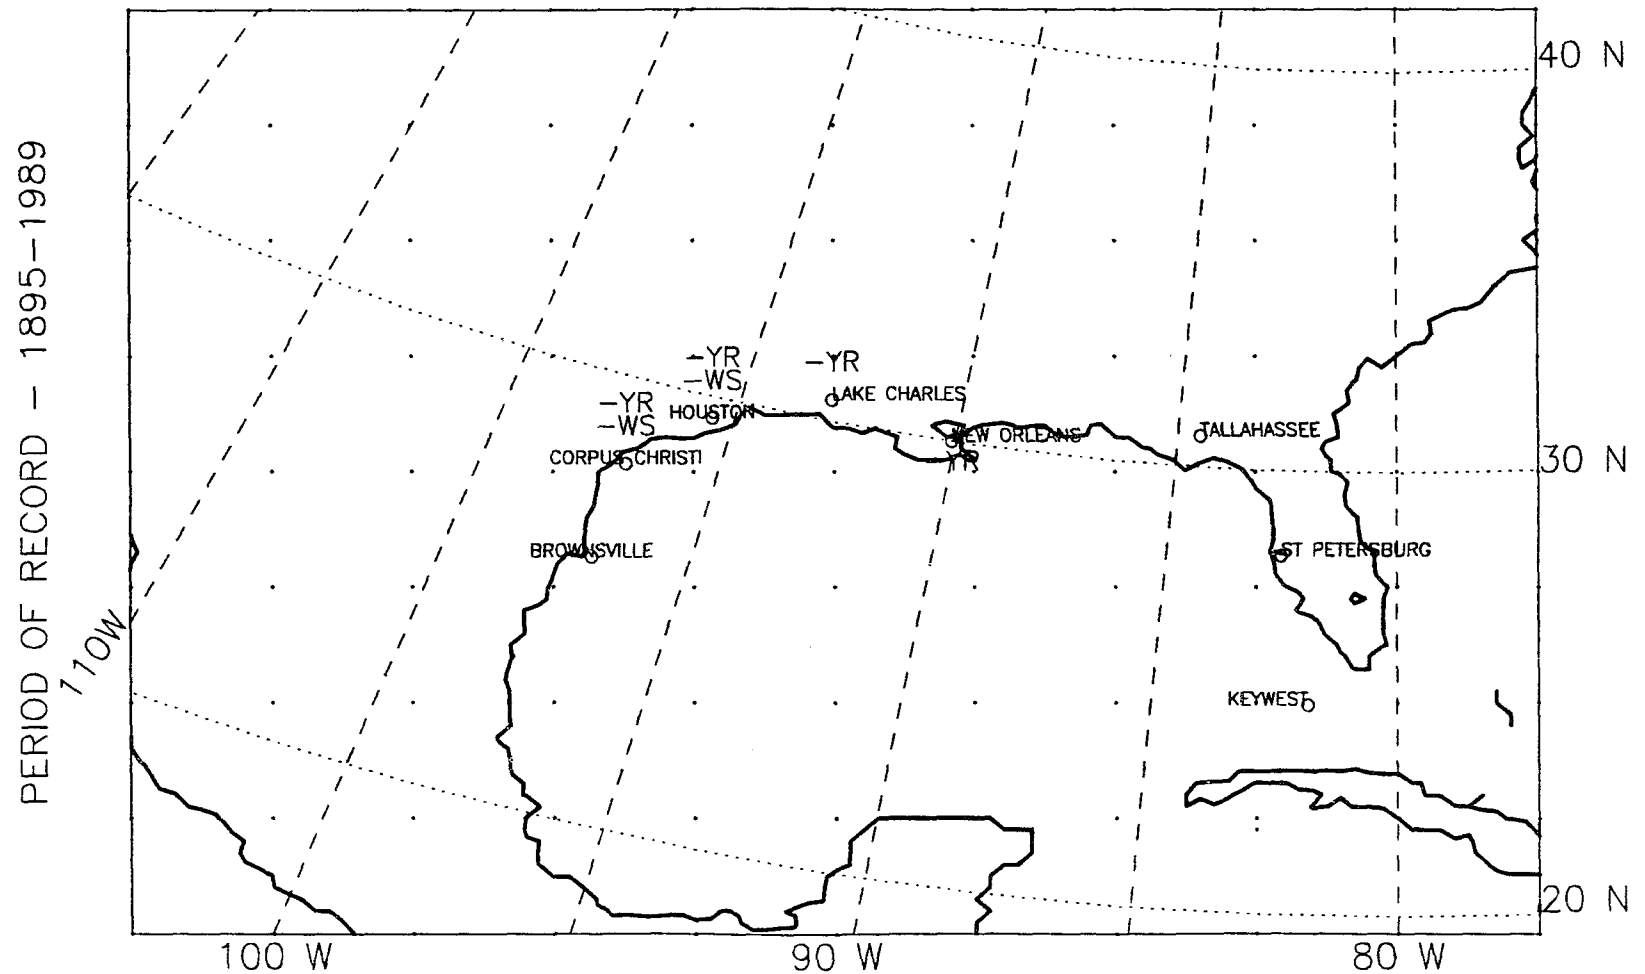 PERIOD OF RECORD - 1895-1989
40 N
-YR
-WS
-YR
LAKE CHARLES
-YR
-WS
HOUSTON
NEW ORLEANS
YR
TALLAHASSEE
CORPUS CHRISTI
30 N
BROWNSVILLE
ST PETERSBURG
110W
KEYWEST
20 N
100 W
90 W
80 W